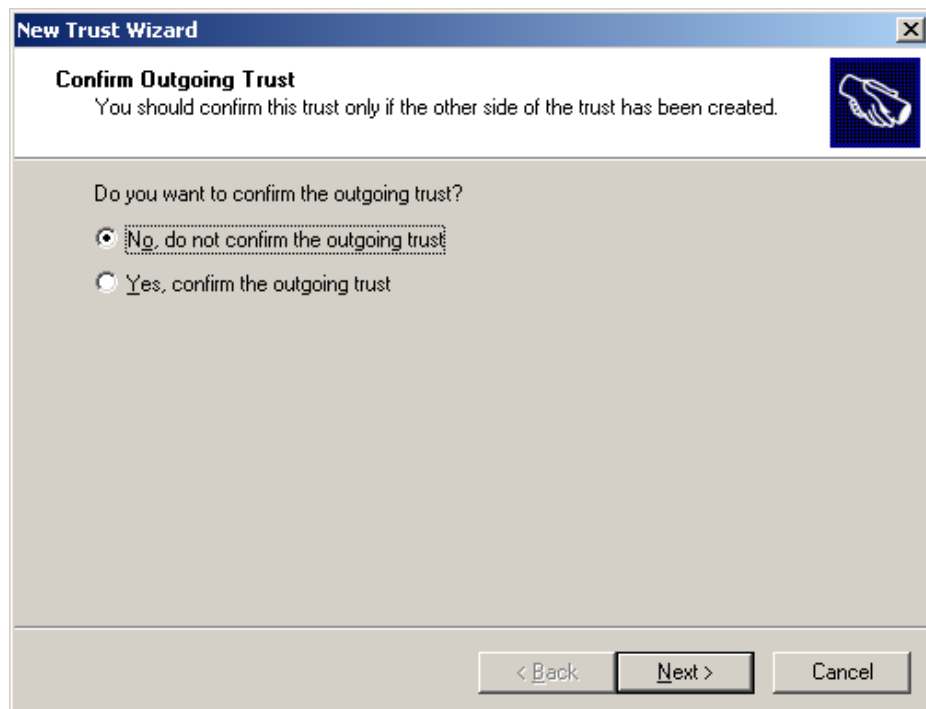 New Trust Wizard
Confirm Outgoing Trust
You should confirm this trust only if the other side of the trust has been created.
Do you want to confirm the outgoing trust?
No, do not confirm the outgoing trust
Yes, confirm the outgoing trust
< Back Next > Cancel